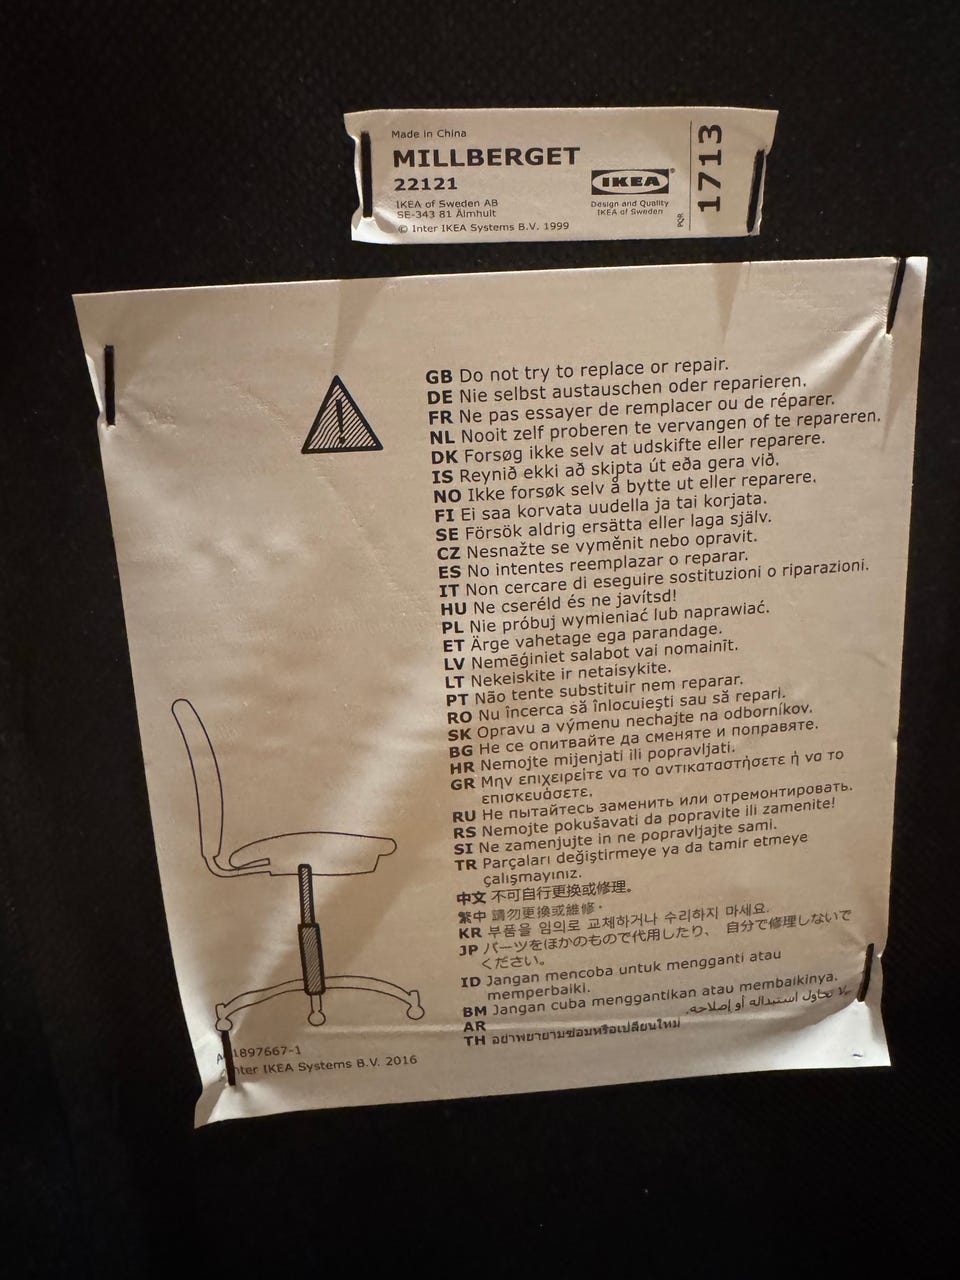 Made in China
MILLBERGET
22121
IKEA of Sweden AB
SE-343 81 Älmhult
© Inter IKEA Systems B.V. 1999
IKEA®
Design and Quality
IKEA of Sweden
PQR
1713
GB Do not try to replace or repair.
DE Nie selbst austauschen oder reparieren.
FR Ne pas essayer de remplacer ou de réparer.
NL Nooit zelf proberen te vervangen of te repareren.
DK Forsøg ikke selv at udskifte eller reparere.
IS Reynið ekki að skipta út eða gera við.
NO Ikke forsøk selv å bytte ut eller reparere.
FI Ei saa korvata uudella ja tai korjata.
SE Försök aldrig ersätta eller laga själv.
CZ Nesnažte se vyměnit nebo opravit.
ES No intentes reemplazar o reparar.
IT Non cercare di eseguire sostituzioni o riparazioni.
HU Ne cseréld és ne javítsd!
PL Nie próbuj wymieniać lub naprawiać.
ET Ärge vahetage ega parandage.
LV Nemēģiniet salabot vai nomainīt.
LT Nekeiskite ir netaisykite.
PT Não tente substituir nem reparar.
RO Nu încerca să înlocuieşti sau să repari.
SK Opravu a výmenu nechajte na odborníkov.
BG Не се опитвайте да сменяте и поправяте.
HR Nemojte mijenjati ili popravljati.
GR Μην επιχειρείτε να το αντικαταστήσετε ή να το
επισκευάσετε.
RU Не пытайтесь заменить или отремонтировать.
RS Nemojte pokušavati da popravite ili zamenite!
SI Ne zamenjujte in ne popravljajte sami.
TR Parçaları değiştirmeye ya da tamir etmeye
çalışmayınız.
中文 不可自行更换或修理。
繁中 請勿更換或維修。
KR 부품을 임의로 교체하거나 수리하지 마세요.
JP パーツをほかのもので代用したり、 自分で修理しないで
ください。
ID Jangan mencoba untuk mengganti atau
memperbaiki.
BM Jangan cuba menggantikan atau membaikinya.
AR لا تحاول استبداله أو إصلاحه.
TH อย่าพยายามซ่อมหรือเปลี่ยนใหม่
1897667-1
Inter IKEA Systems B.V. 2016